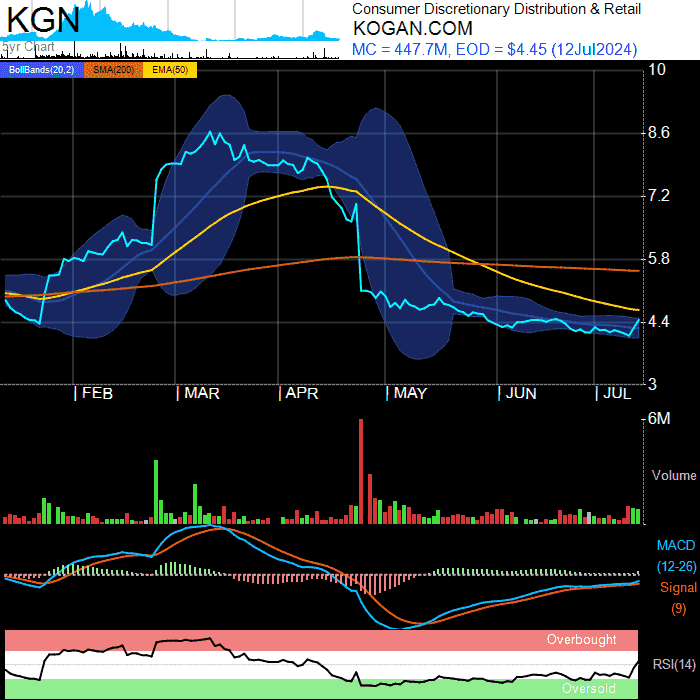 KGN
5yr Chart
Consumer Discretionary Distribution & Retail
KOGAN.COM
MC = 447.7M, EOD = $4.45 (12Jul2024)
BollBands(20,2) SMA(200) EMA(50)
10
8.6
7.2
5.8
4.4
3
FEB MAR APR MAY JUN JUL
6M
Volume
MACD
(12-26)
Signal
(9)
Overbought
RSI(14)
Oversold